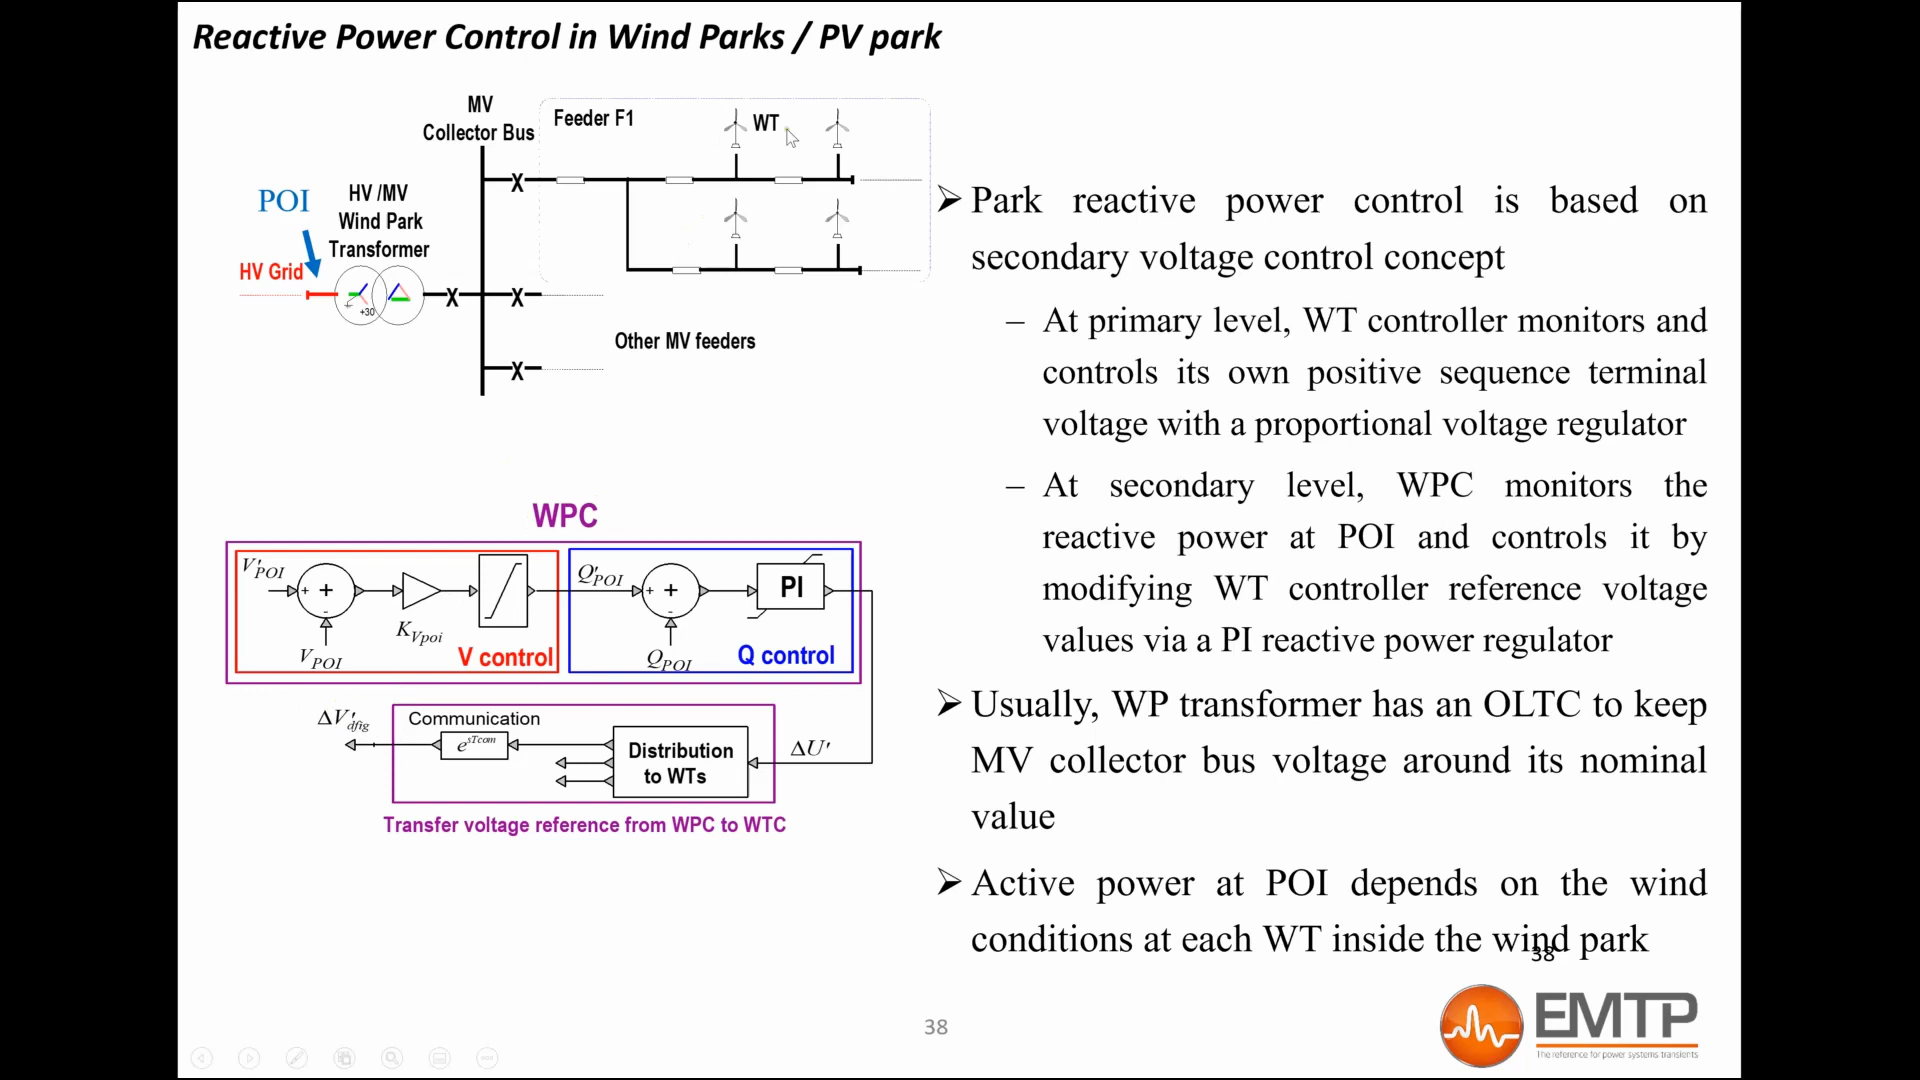 Reactive Power Control in Wind Parks / PV park
MV
Collector Bus
Feeder F1
WT
POI
HV /MV
Wind Park
Transformer
HV Grid
+30
Other MV feeders
WPC
V'POI
+ +
-
VPOI
KVpoi
V control
Q'POI
+ +
-
QPOI
PI
Q control
ΔV'dfig
Communication
e^sTcom
Distribution
to WTs
ΔU'
Transfer voltage reference from WPC to WTC
➢ Park reactive power control is based on
secondary voltage control concept
– At primary level, WT controller monitors and
controls its own positive sequence terminal
voltage with a proportional voltage regulator
– At secondary level, WPC monitors the
reactive power at POI and controls it by
modifying WT controller reference voltage
values via a PI reactive power regulator
➢ Usually, WP transformer has an OLTC to keep
MV collector bus voltage around its nominal
value
➢ Active power at POI depends on the wind
conditions at each WT inside the wind park
38
38
EMTP
The reference for power systems transients